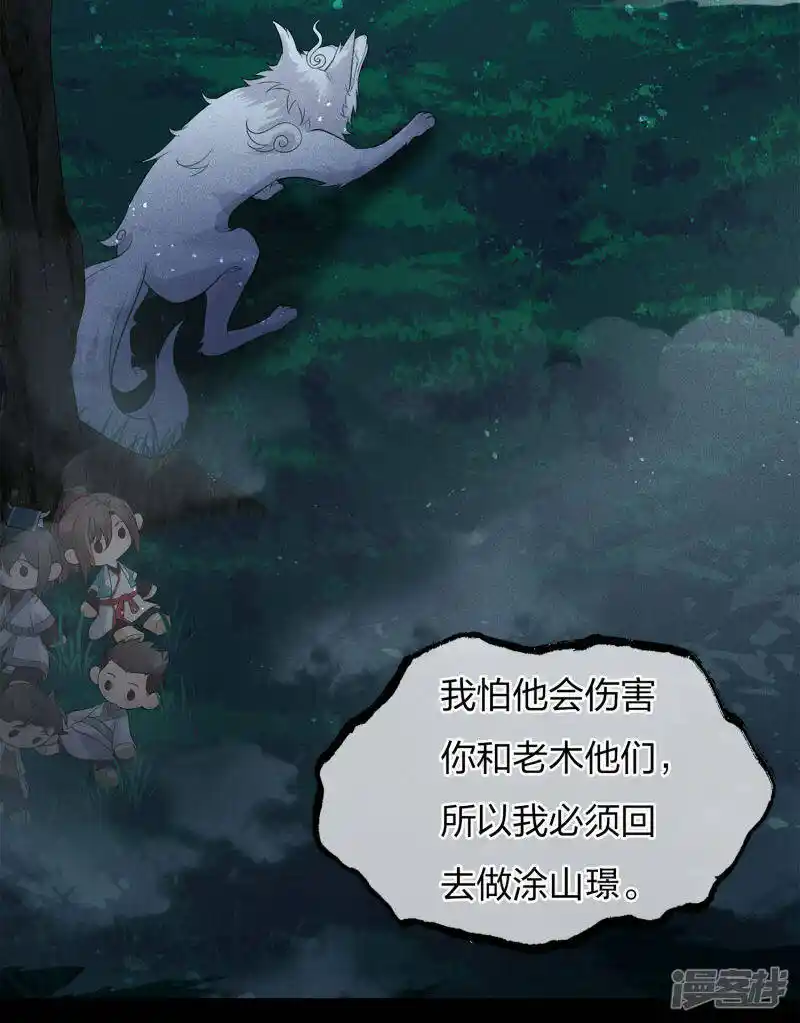 我怕他会伤害
你和老木他们，
所以我必须回
去做涂山璟。
漫客栈